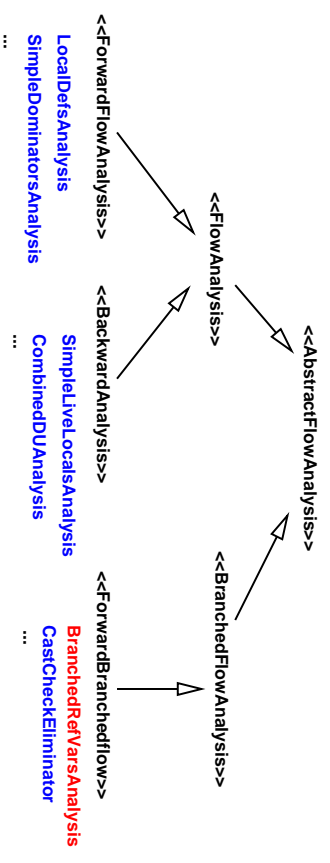 <<AbstractFlowAnalysis>>
<<FlowAnalysis>>
<<BranchedFlowAnalysis>>
<<ForwardFlowAnalysis>>
<<BackwardAnalysis>>
<<ForwardBranchedflow>>
LocalDefsAnalysis
SimpleDominatorsAnalysis
...
SimpleLiveLocalsAnalysis
CombinedDUAnalysis
...
BranchedRefVarsAnalysis
CastCheckEliminator
...